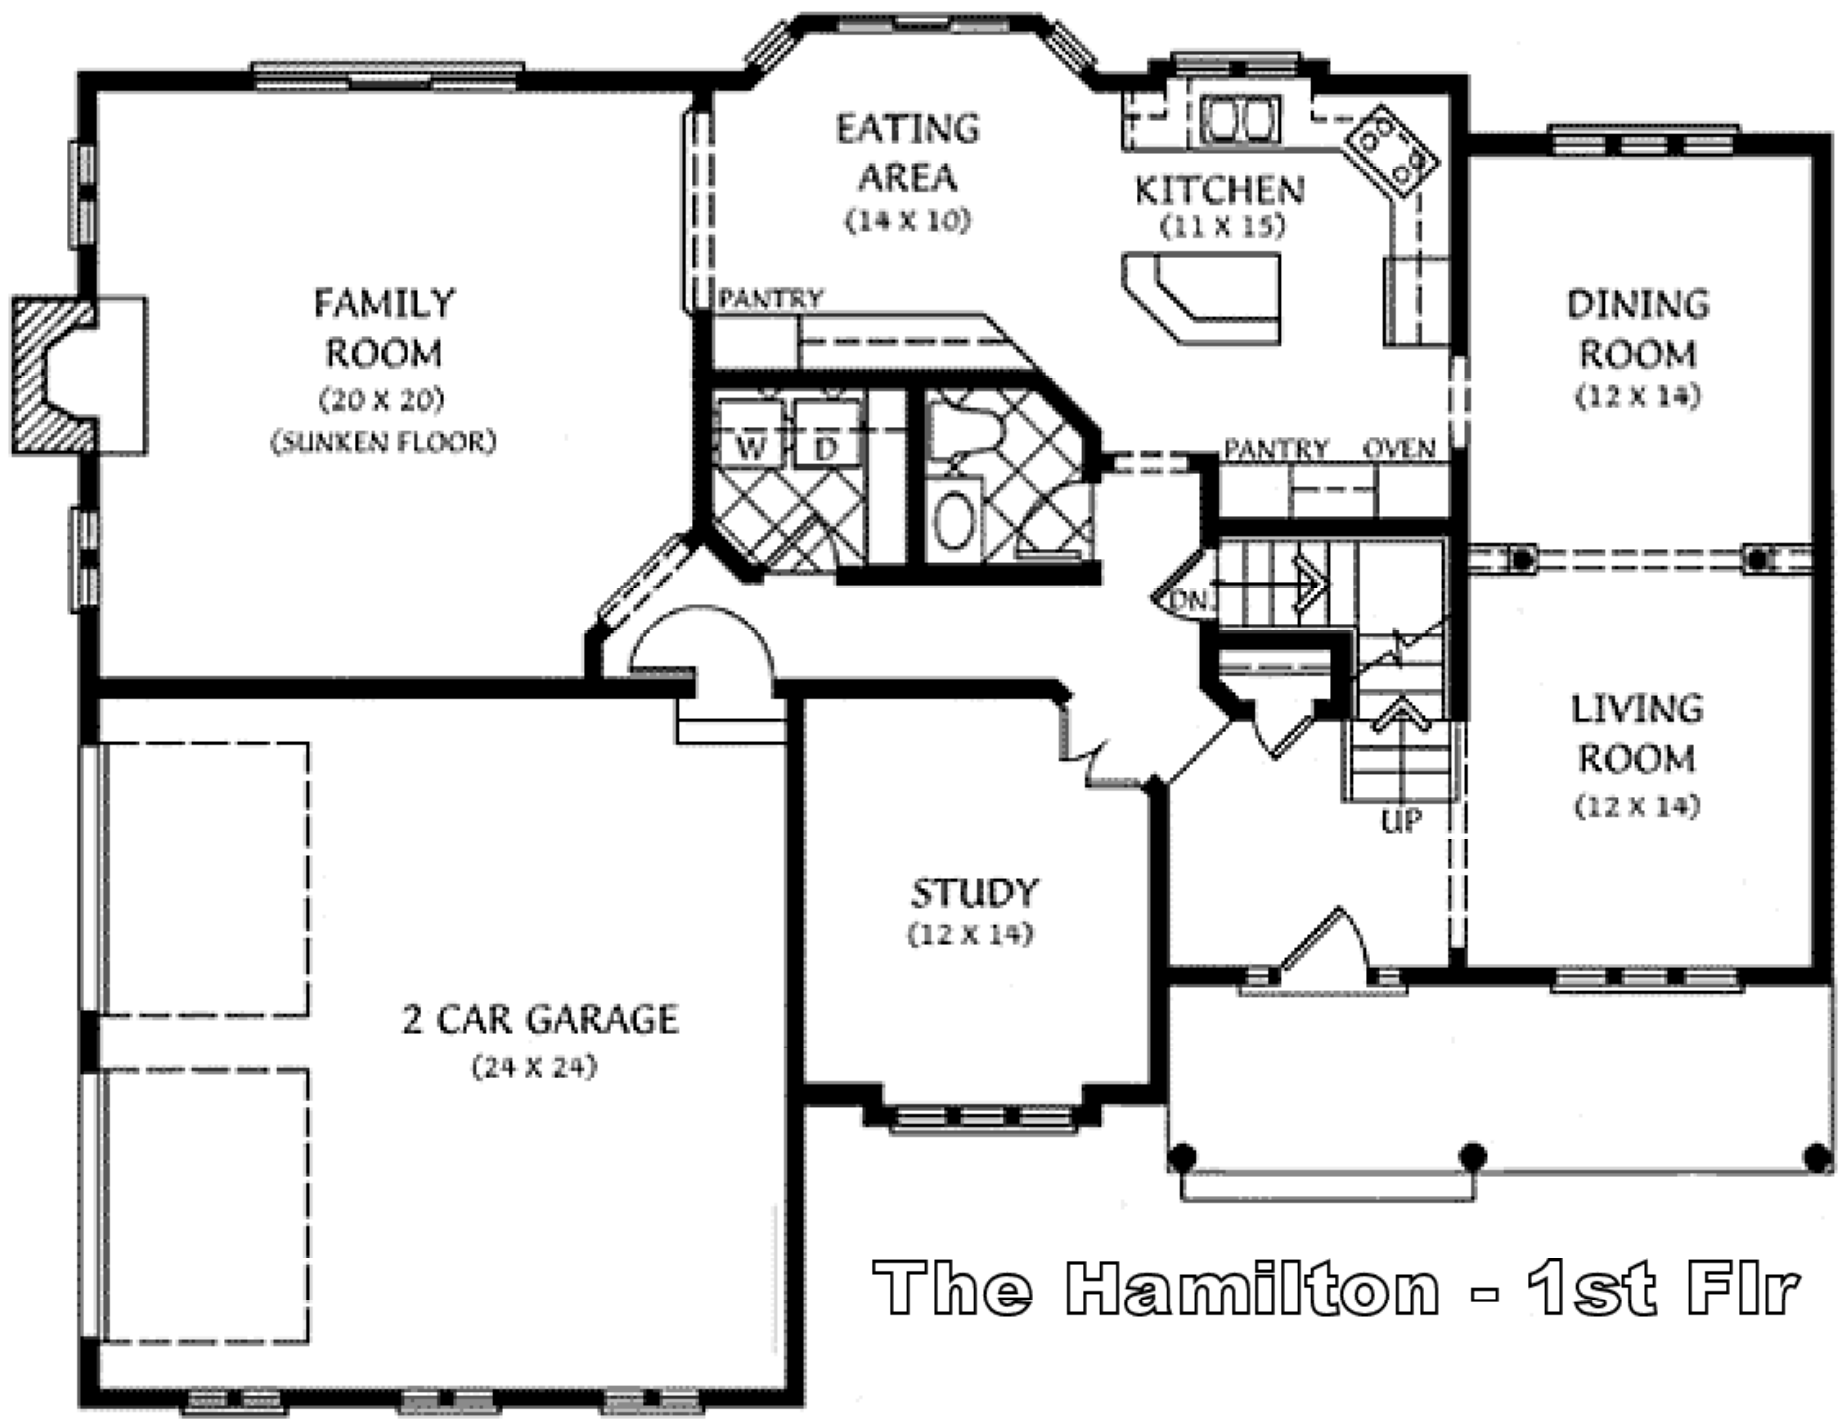 EATING
AREA
(14 X 10)
KITCHEN
(11 X 15)
FAMILY
ROOM
(20 X 20)
(SUNKEN FLOOR)
PANTRY
DINING
ROOM
(12 X 14)
W
D
PANTRY
OVEN
DN.
LIVING
ROOM
(12 X 14)
UP
STUDY
(12 X 14)
2 CAR GARAGE
(24 X 24)
The Hamilton - 1st Flr